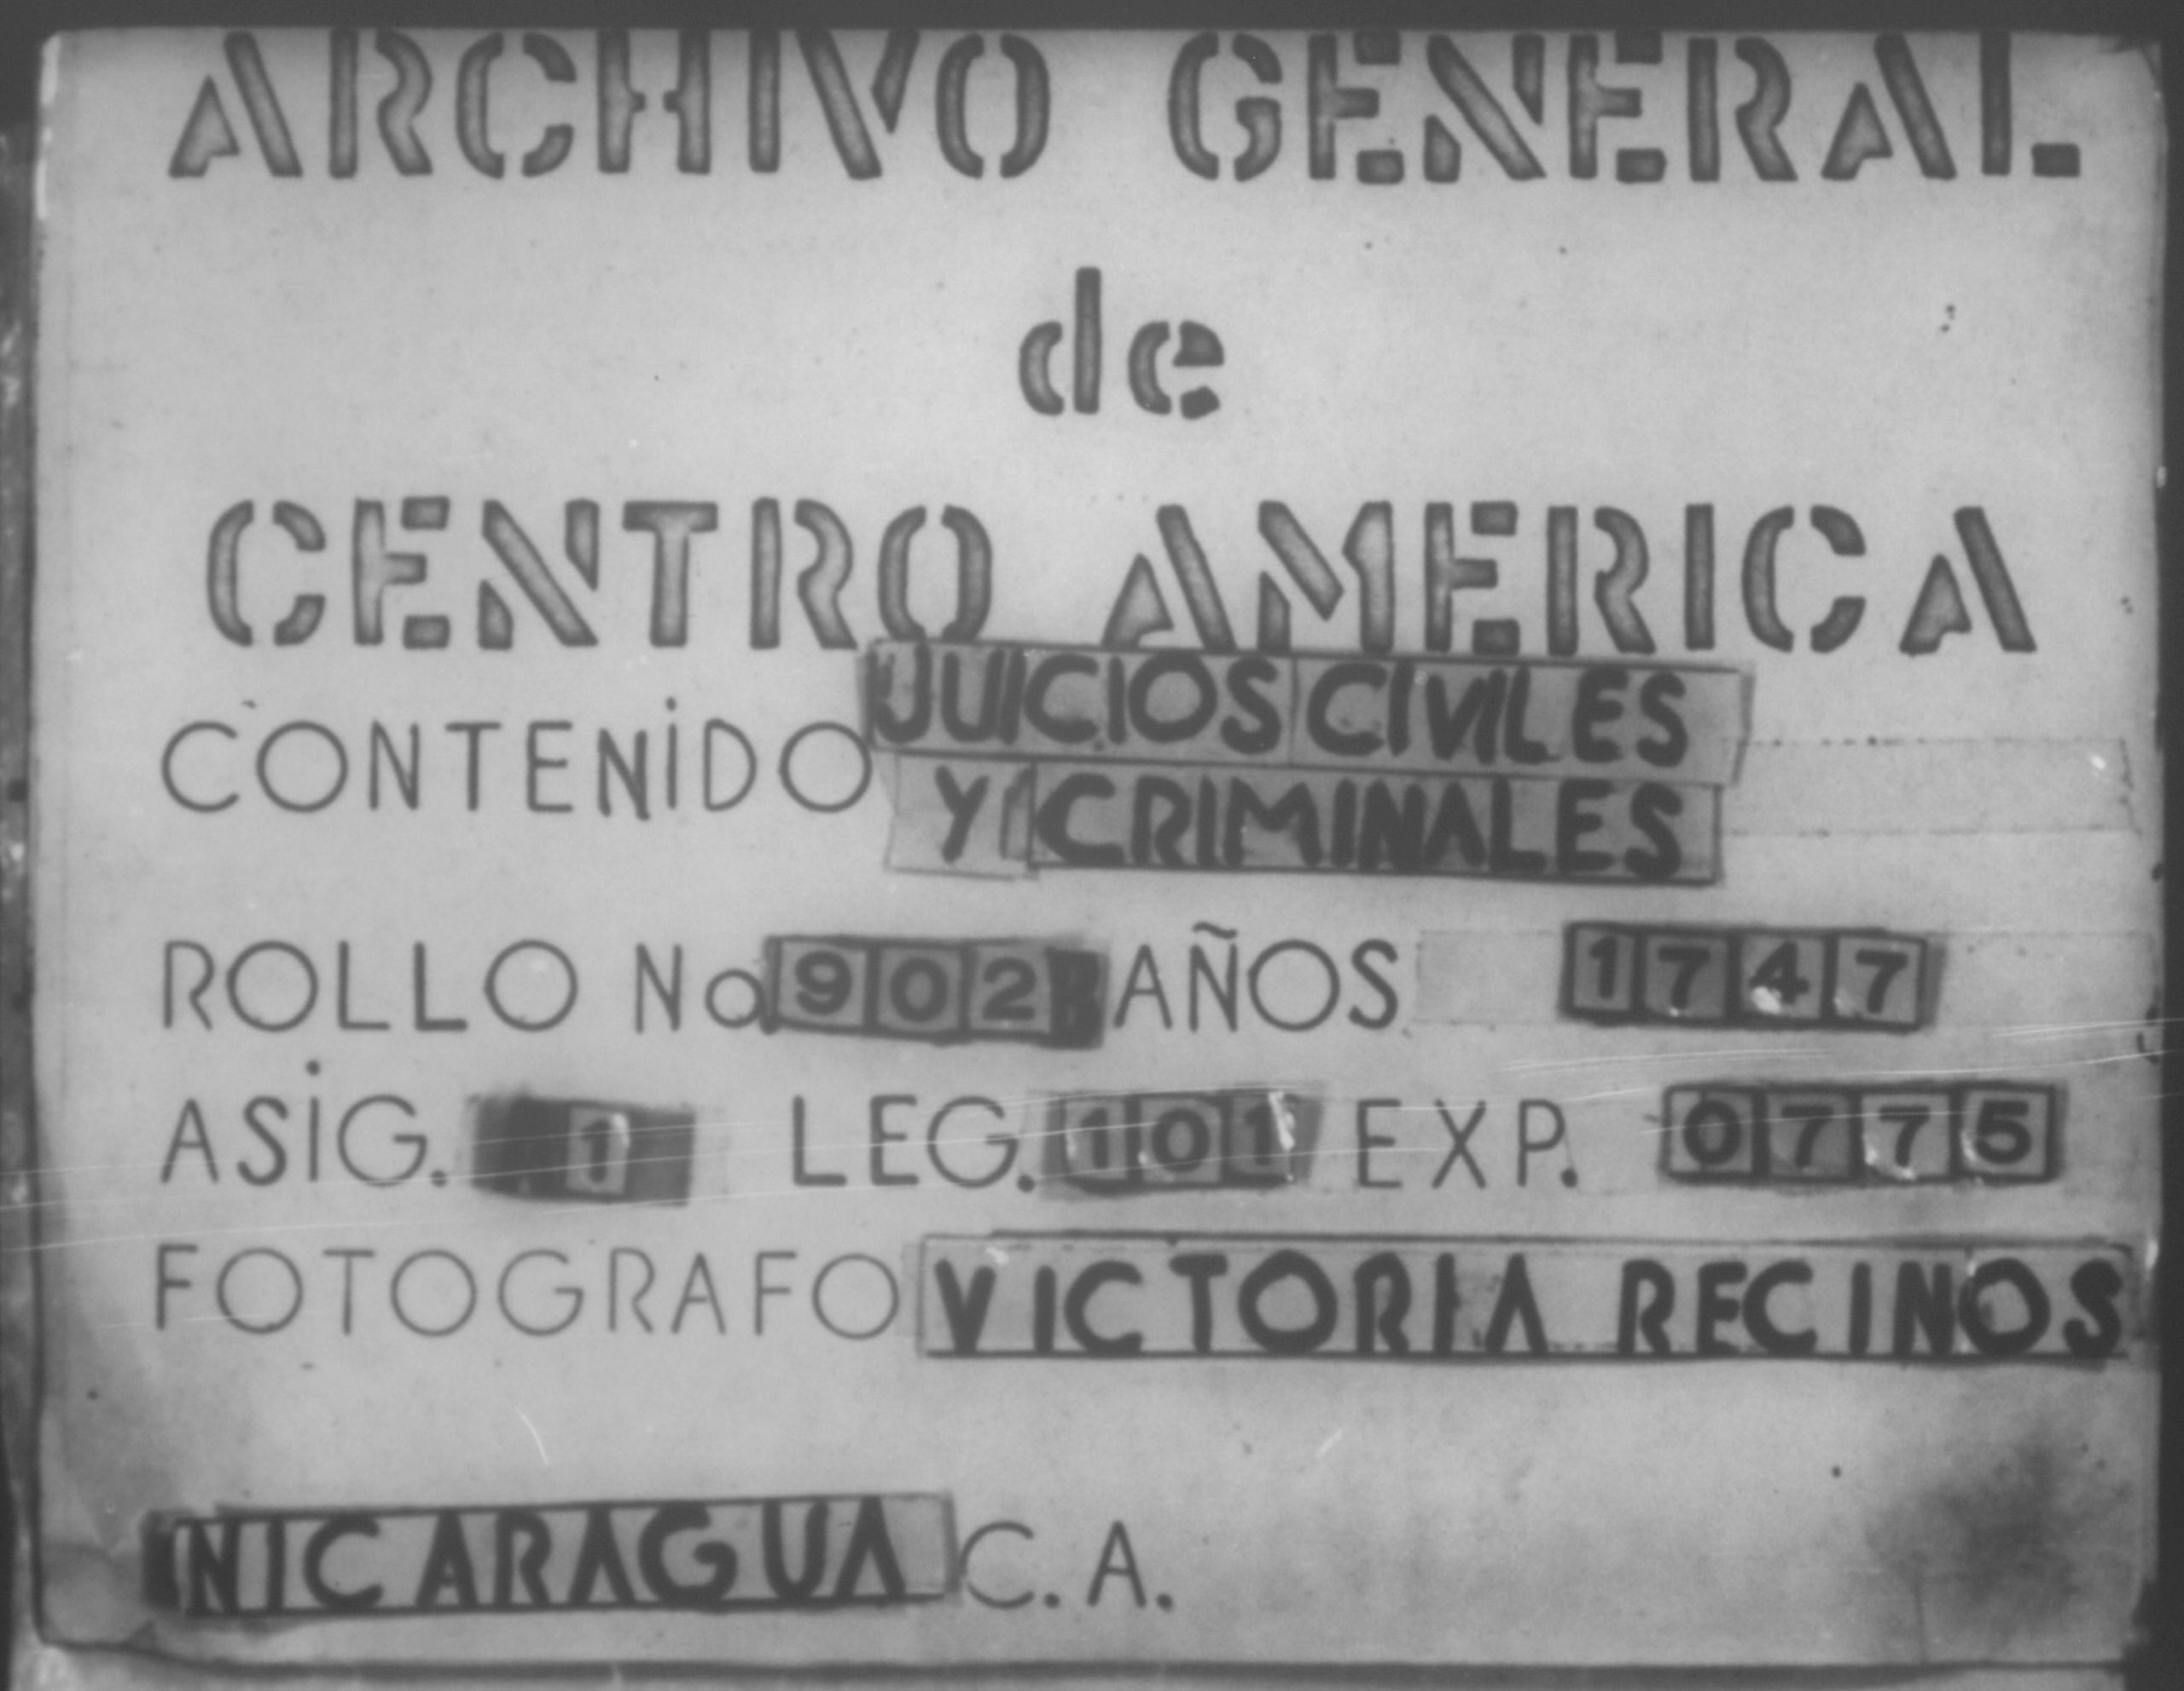 ARCHIVO GENERAL
de
CENTRO AMERICA
CONTENIDO JUICIOS CIVILES
Y CRIMINALES
ROLLO No 902 AÑOS 1747
ASIG. 1 LEG. 101 EXP. 0775
FOTOGRAFO VICTORIA RECINOS
NICARAGUA C. A.